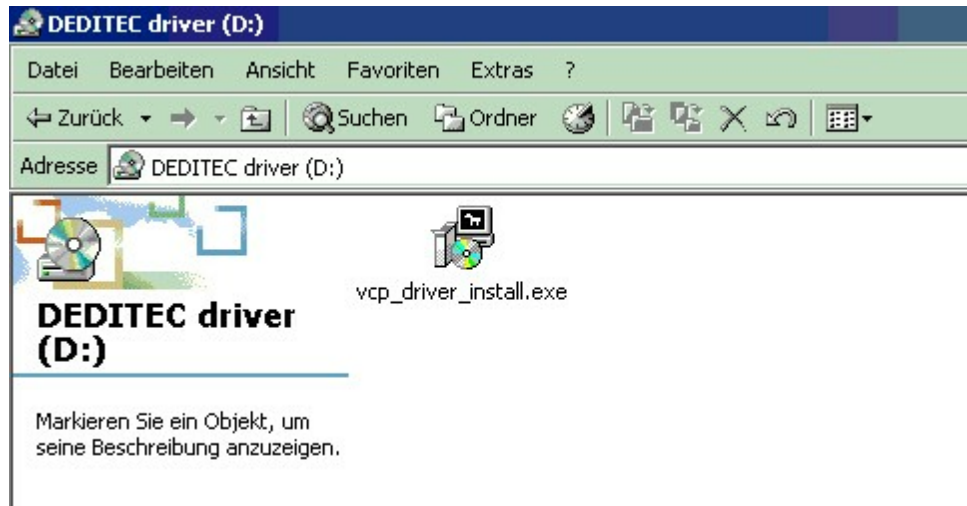 DEDITEC driver (D:)
Datei Bearbeiten Ansicht Favoriten Extras ?
Zurück Suchen Ordner
Adresse DEDITEC driver (D:)
vcp_driver_install.exe
DEDITEC driver
(D:)
Markieren Sie ein Objekt, um
seine Beschreibung anzuzeigen.